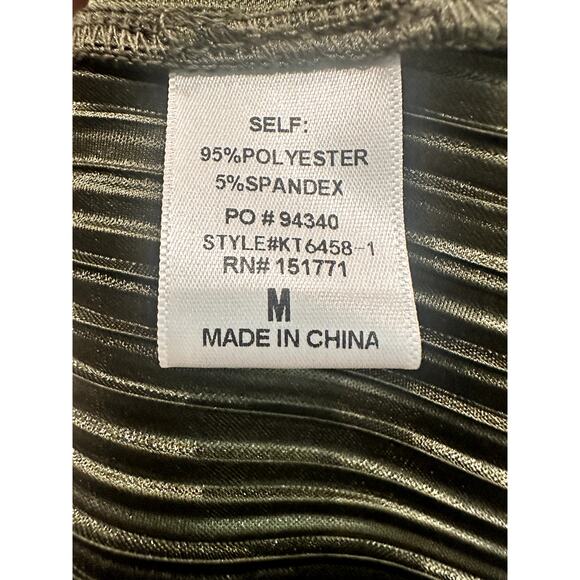 SELF:
95%POLYESTER
5%SPANDEX
PO # 94340
STYLE#KT6458-1
RN# 151771
M
MADE IN CHINA